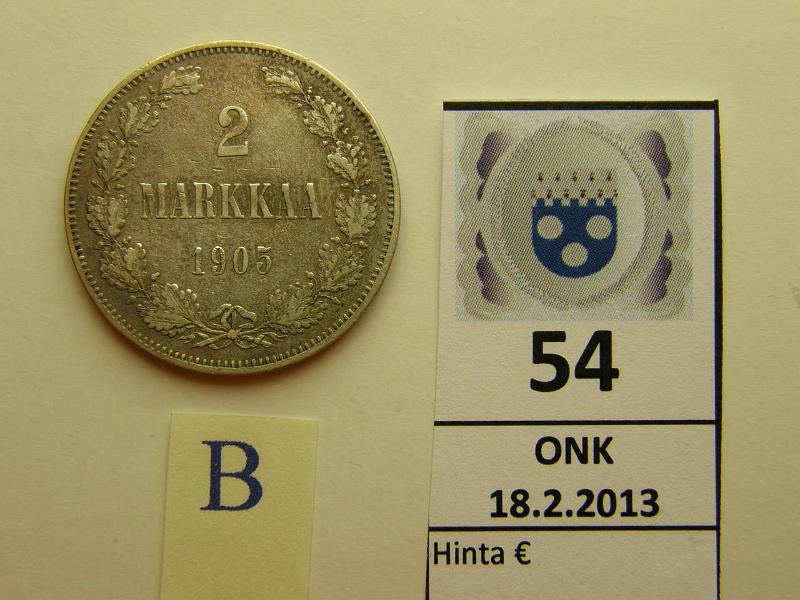 2
MARKKAA
1905
B
54
ONK
18.2.2013
Hinta €